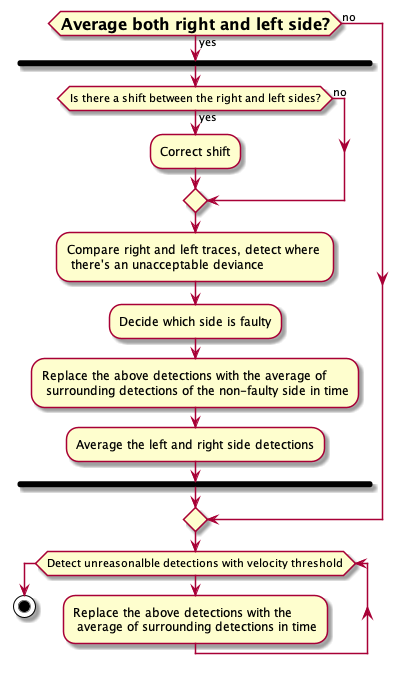 Average both right and left side?
no
yes
Is there a shift between the right and left sides?
no
yes
Correct shift
Compare right and left traces, detect where
there's an unacceptable deviance
Decide which side is faulty
Replace the above detections with the average of
surrounding detections of the non-faulty side in time
Average the left and right side detections
Detect unreasonalble detections with velocity threshold
Replace the above detections with the
average of surrounding detections in time